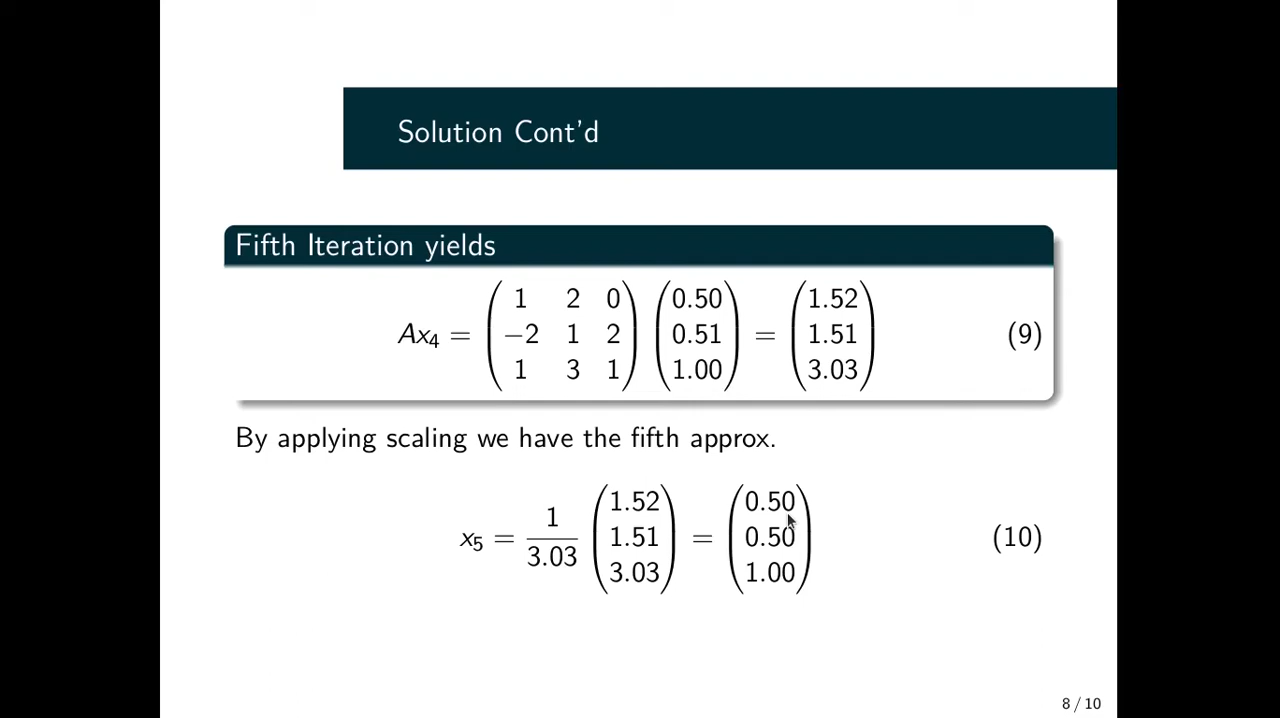 Solution Cont'd
Fifth Iteration yields
Ax₄ = ( 1 2 0 ; −2 1 2 ; 1 3 1 ) ( 0.50 ; 0.51 ; 1.00 ) = ( 1.52 ; 1.51 ; 3.03 ) (9)
By applying scaling we have the fifth approx.
x₅ = 1/3.03 ( 1.52 ; 1.51 ; 3.03 ) = ( 0.50 ; 0.50 ; 1.00 ) (10)
8 / 10